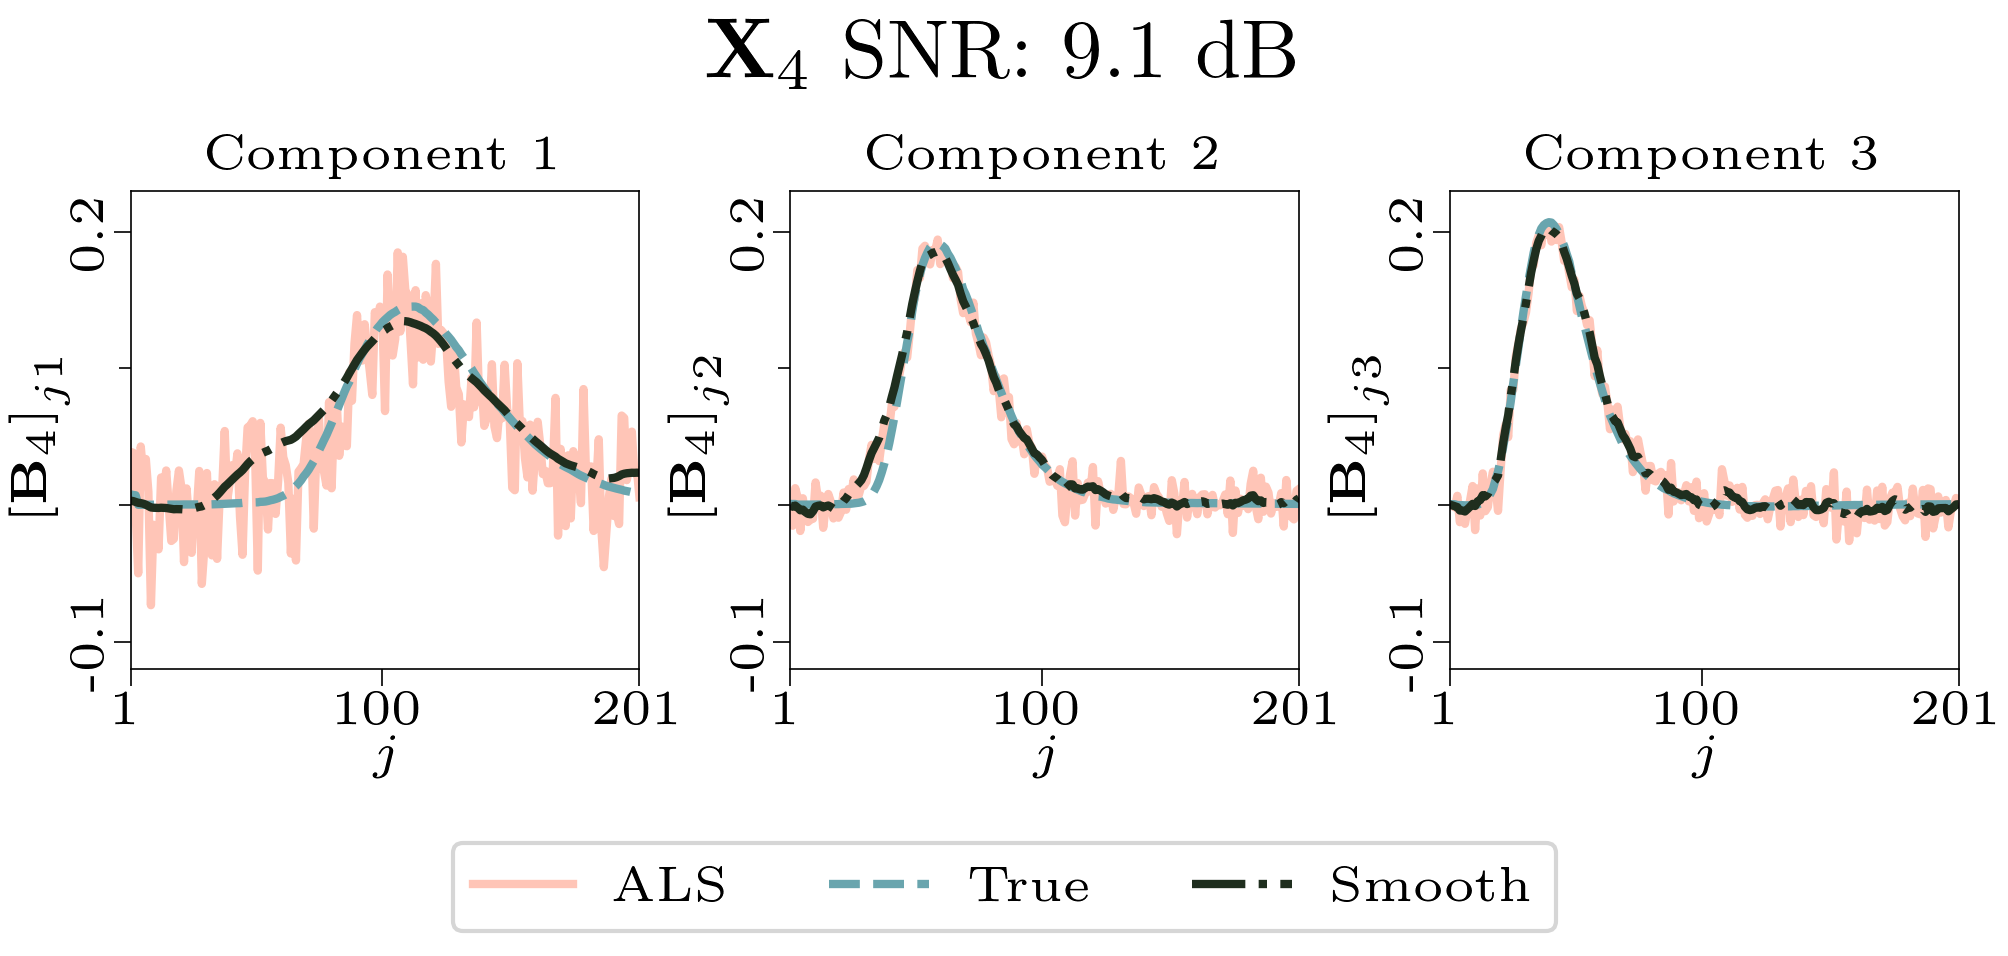 X₄ SNR: 9.1 dB
Component 1
Component 2
Component 3
[B₄]ⱼ₁
0.2
-0.1
1 100 201
j
[B₄]ⱼ₂
0.2
-0.1
1 100 201
j
[B₄]ⱼ₃
0.2
-0.1
1 100 201
j
ALS True Smooth